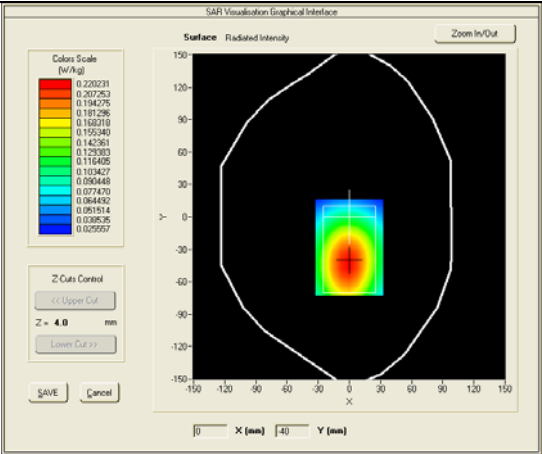 SAR Visualisation Graphical Interface
Surface Radiated Intensity
Zoom In/Out
Colors Scale
(W/kg)
0.220231
0.207253
0.194275
0.181296
0.168318
0.155340
0.142361
0.129383
0.116405
0.103427
0.090448
0.077470
0.064492
0.051514
0.038535
0.025557
Z-Cuts Control
<< Upper Cut
Z = 4.0 mm
Lower Cut >>
SAVE Cancel
150
120
90
60
30
0
-30
-60
-90
-120
-150
Y
-150 -120 -90 -60 -30 0 30 60 90 120 150
X
0 X (mm) -40 Y (mm)